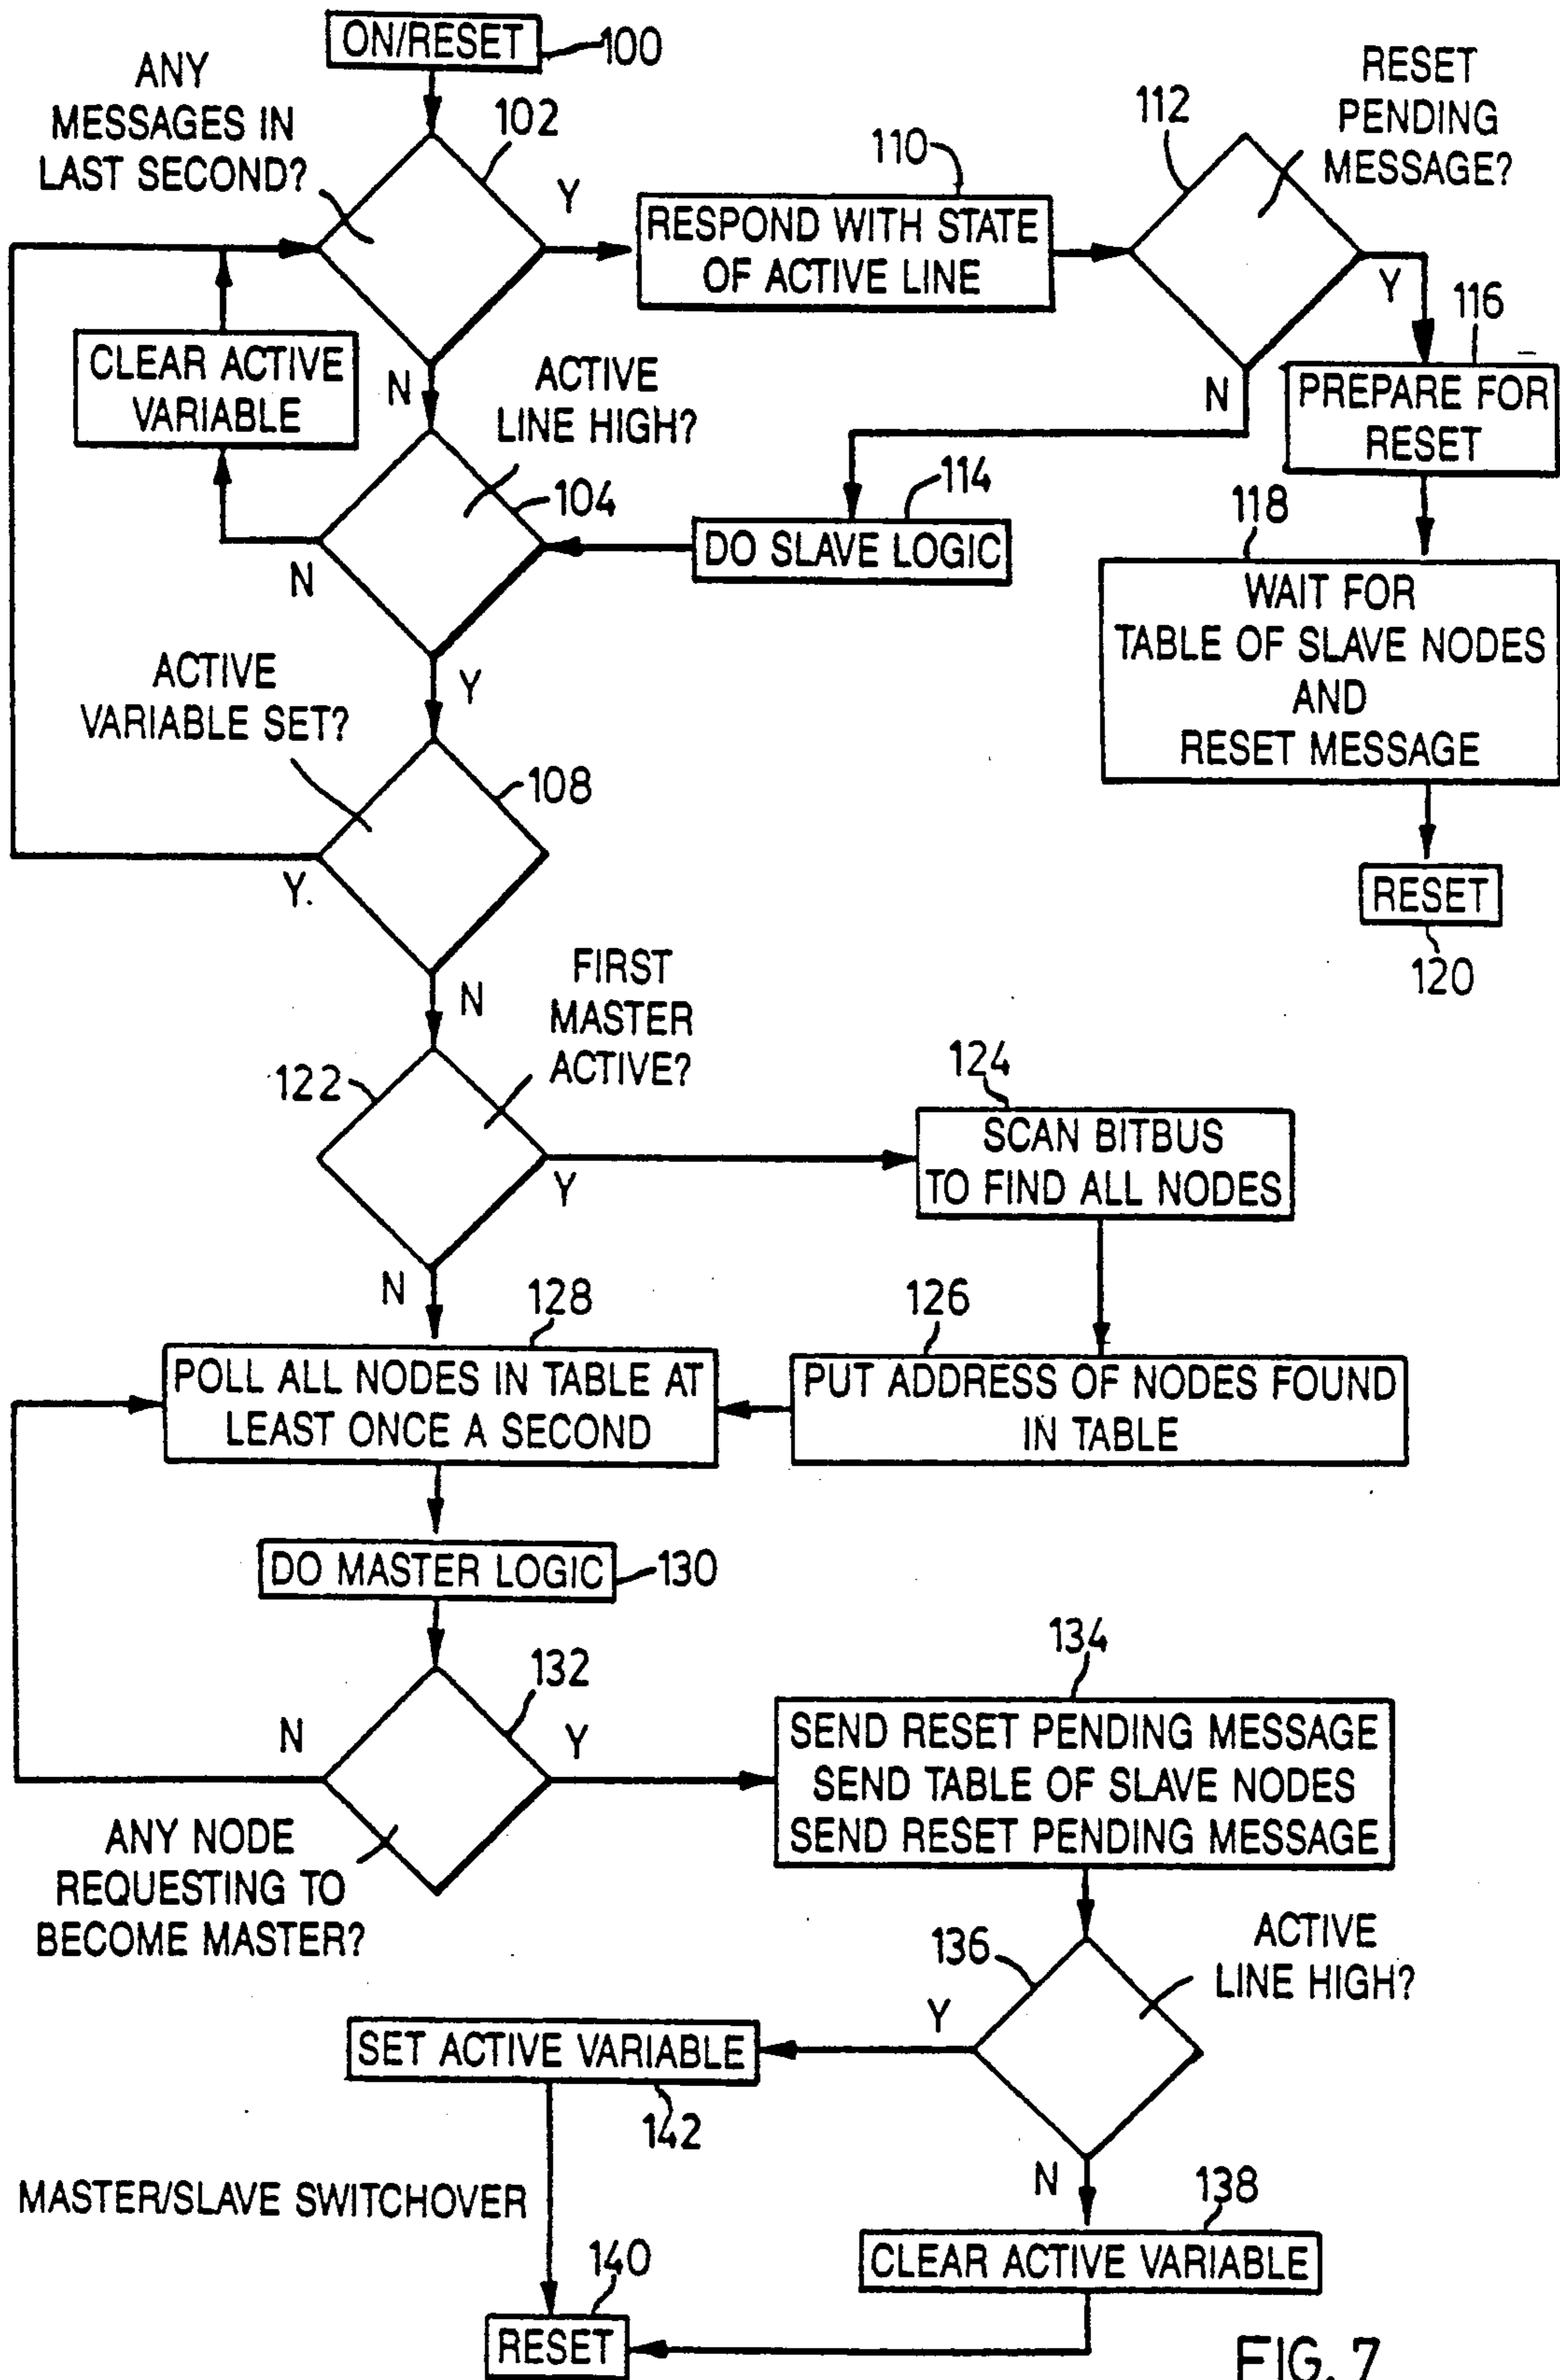 ON/RESET
100
ANY
MESSAGES IN
LAST SECOND?
102
Y
110
RESPOND WITH STATE
OF ACTIVE LINE
112
RESET
PENDING
MESSAGE?
Y
116
PREPARE FOR
RESET
N
CLEAR ACTIVE
VARIABLE
N
ACTIVE
LINE HIGH?
104
N
114
DO SLAVE LOGIC
118
WAIT FOR
TABLE OF SLAVE NODES
AND
RESET MESSAGE
RESET
120
Y
ACTIVE
VARIABLE SET?
108
Y.
N
FIRST
MASTER
ACTIVE?
122
Y
124
SCAN BITBUS
TO FIND ALL NODES
N
128
POLL ALL NODES IN TABLE AT
LEAST ONCE A SECOND
126
PUT ADDRESS OF NODES FOUND
IN TABLE
DO MASTER LOGIC
130
132
N
Y
ANY NODE
REQUESTING TO
BECOME MASTER?
134
SEND RESET PENDING MESSAGE
SEND TABLE OF SLAVE NODES
SEND RESET PENDING MESSAGE
136
ACTIVE
LINE HIGH?
Y
SET ACTIVE VARIABLE
142
N
138
CLEAR ACTIVE VARIABLE
MASTER/SLAVE SWITCHOVER
140
RESET
FIG. 7